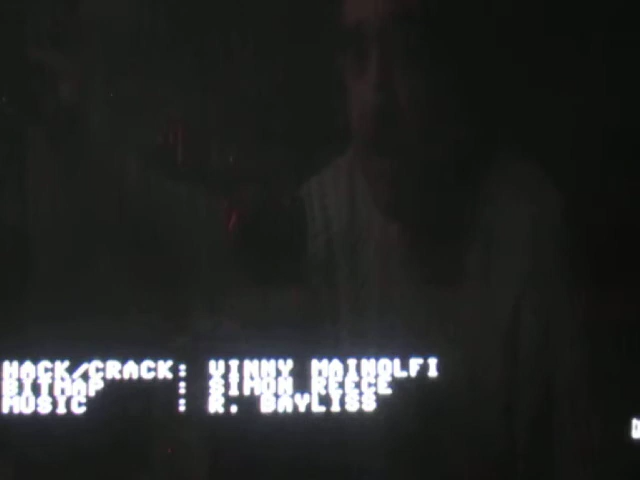 HACK/CRACK: VINNY MAINOLFI
BITMAP : SIMON REECE
MUSIC : R. BAYLISS